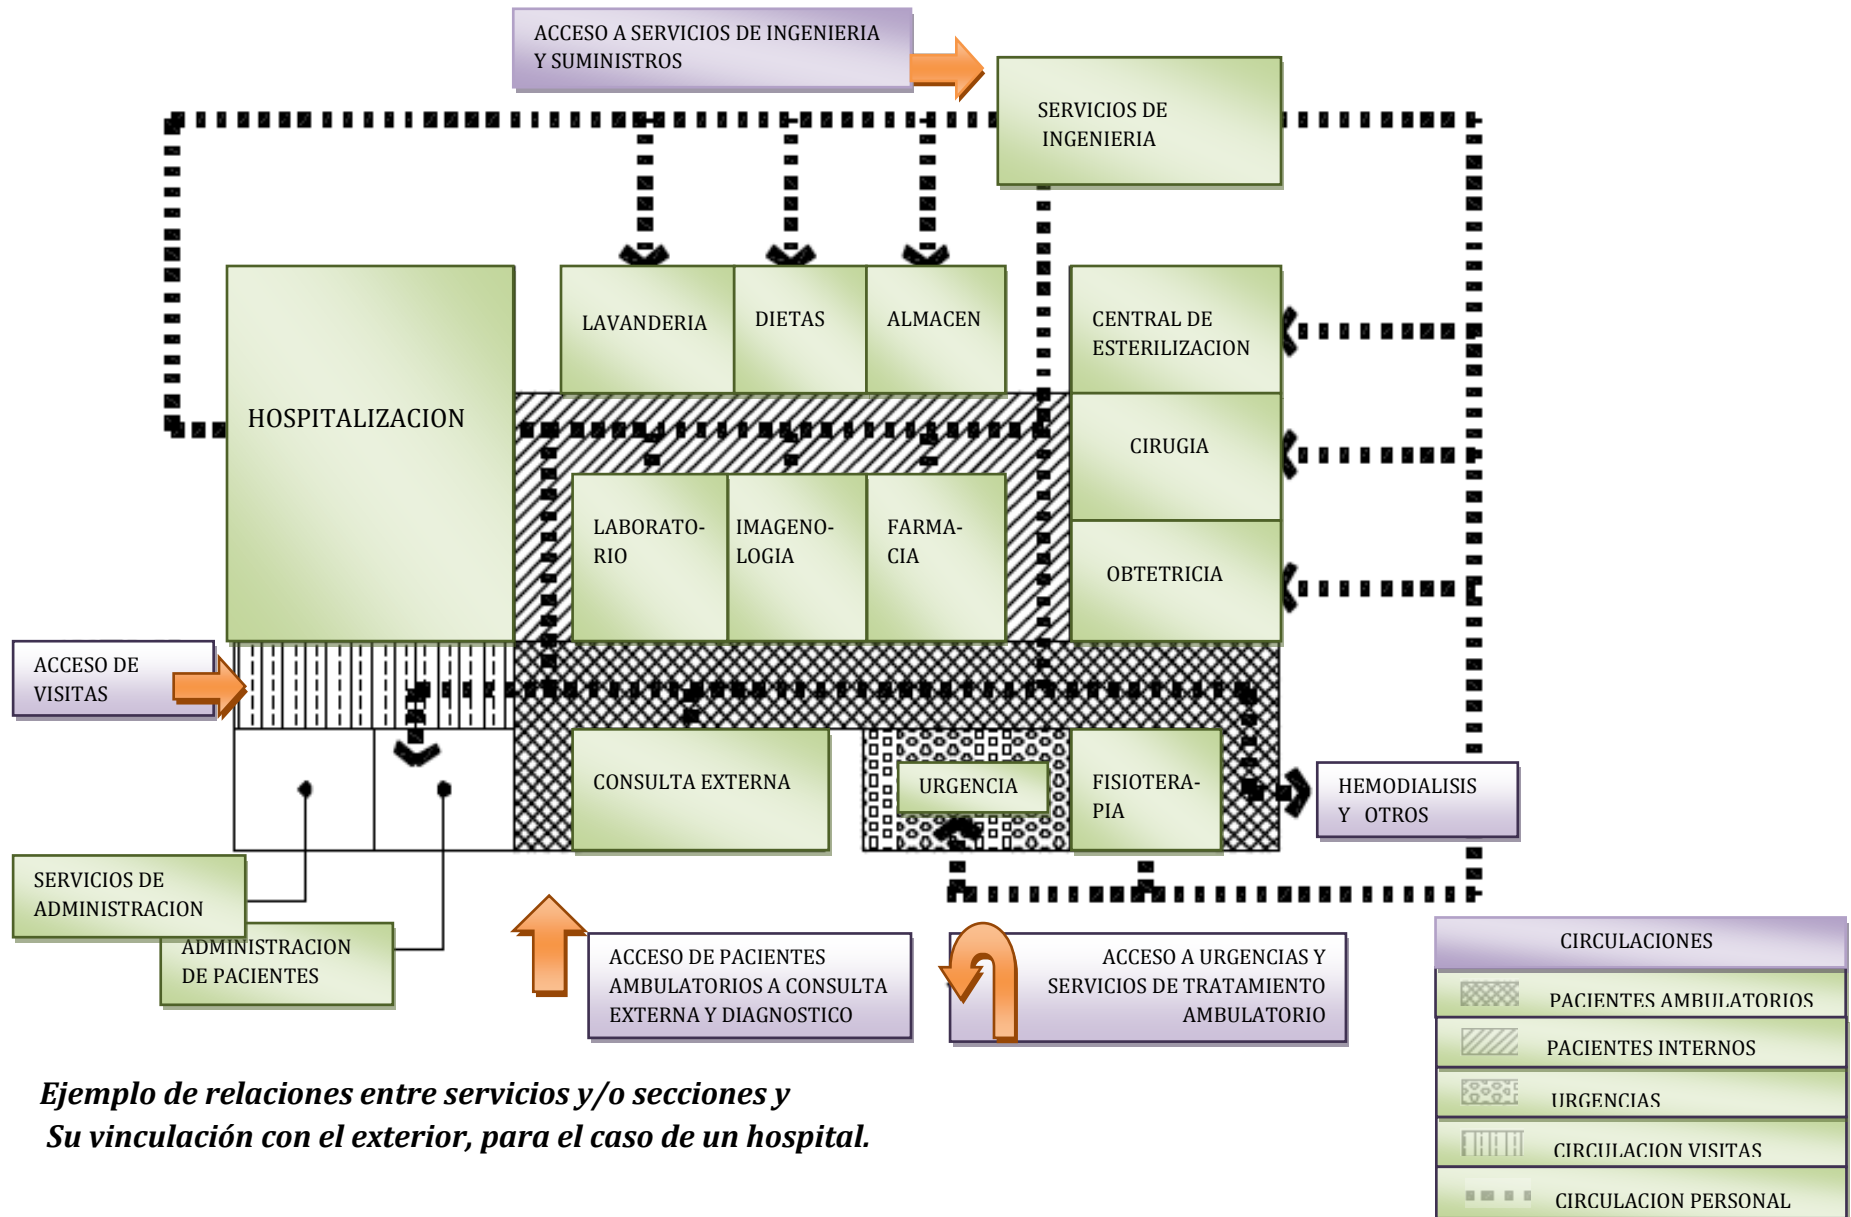 ACCESO A SERVICIOS DE INGENIERIA
Y SUMINISTROS
SERVICIOS DE
INGENIERIA
LAVANDERIA
DIETAS
ALMACEN
CENTRAL DE
ESTERILIZACION
HOSPITALIZACION
CIRUGIA
LABORATO-
RIO
IMAGENO-
LOGIA
FARMA-
CIA
OBTETRICIA
ACCESO DE
VISITAS
CONSULTA EXTERNA
URGENCIA
FISIOTERA-
PIA
HEMODIALISIS
Y OTROS
SERVICIOS DE
ADMINISTRACION
ADMINISTRACION
DE PACIENTES
ACCESO DE PACIENTES
AMBULATORIOS A CONSULTA
EXTERNA Y DIAGNOSTICO
ACCESO A URGENCIAS Y
SERVICIOS DE TRATAMIENTO
AMBULATORIO
CIRCULACIONES
PACIENTES AMBULATORIOS
PACIENTES INTERNOS
URGENCIAS
CIRCULACION VISITAS
CIRCULACION PERSONAL
Ejemplo de relaciones entre servicios y/o secciones y
Su vinculación con el exterior, para el caso de un hospital.